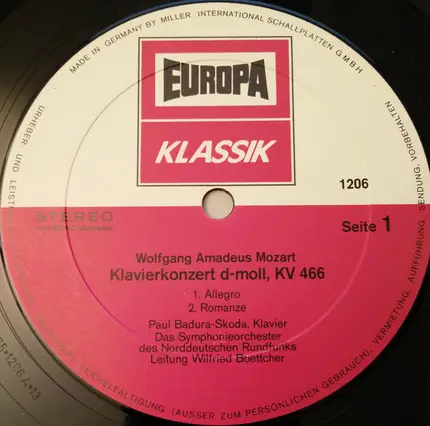 MADE IN GERMANY BY MILLER INTERNATIONAL SCHALLPLATTEN GMBH
EUROPA
KLASSIK
1206
STEREO
Seite 1
Wolfgang Amadeus Mozart
Klavierkonzert d-moll, KV 466
1. Allegro
2. Romanze
Paul Badura-Skoda, Klavier
Das Symphonieorchester
des Norddeutschen Rundfunks
Leitung Wilfried Boettcher
URHEBER UND
VERVIELFÄLTIGUNG (AUSSER ZUM PERSÖNLICHEN GEBRAUCH), VERMIETUNG, AUFFÜHRUNG, SENDUNG VORBEHALTEN